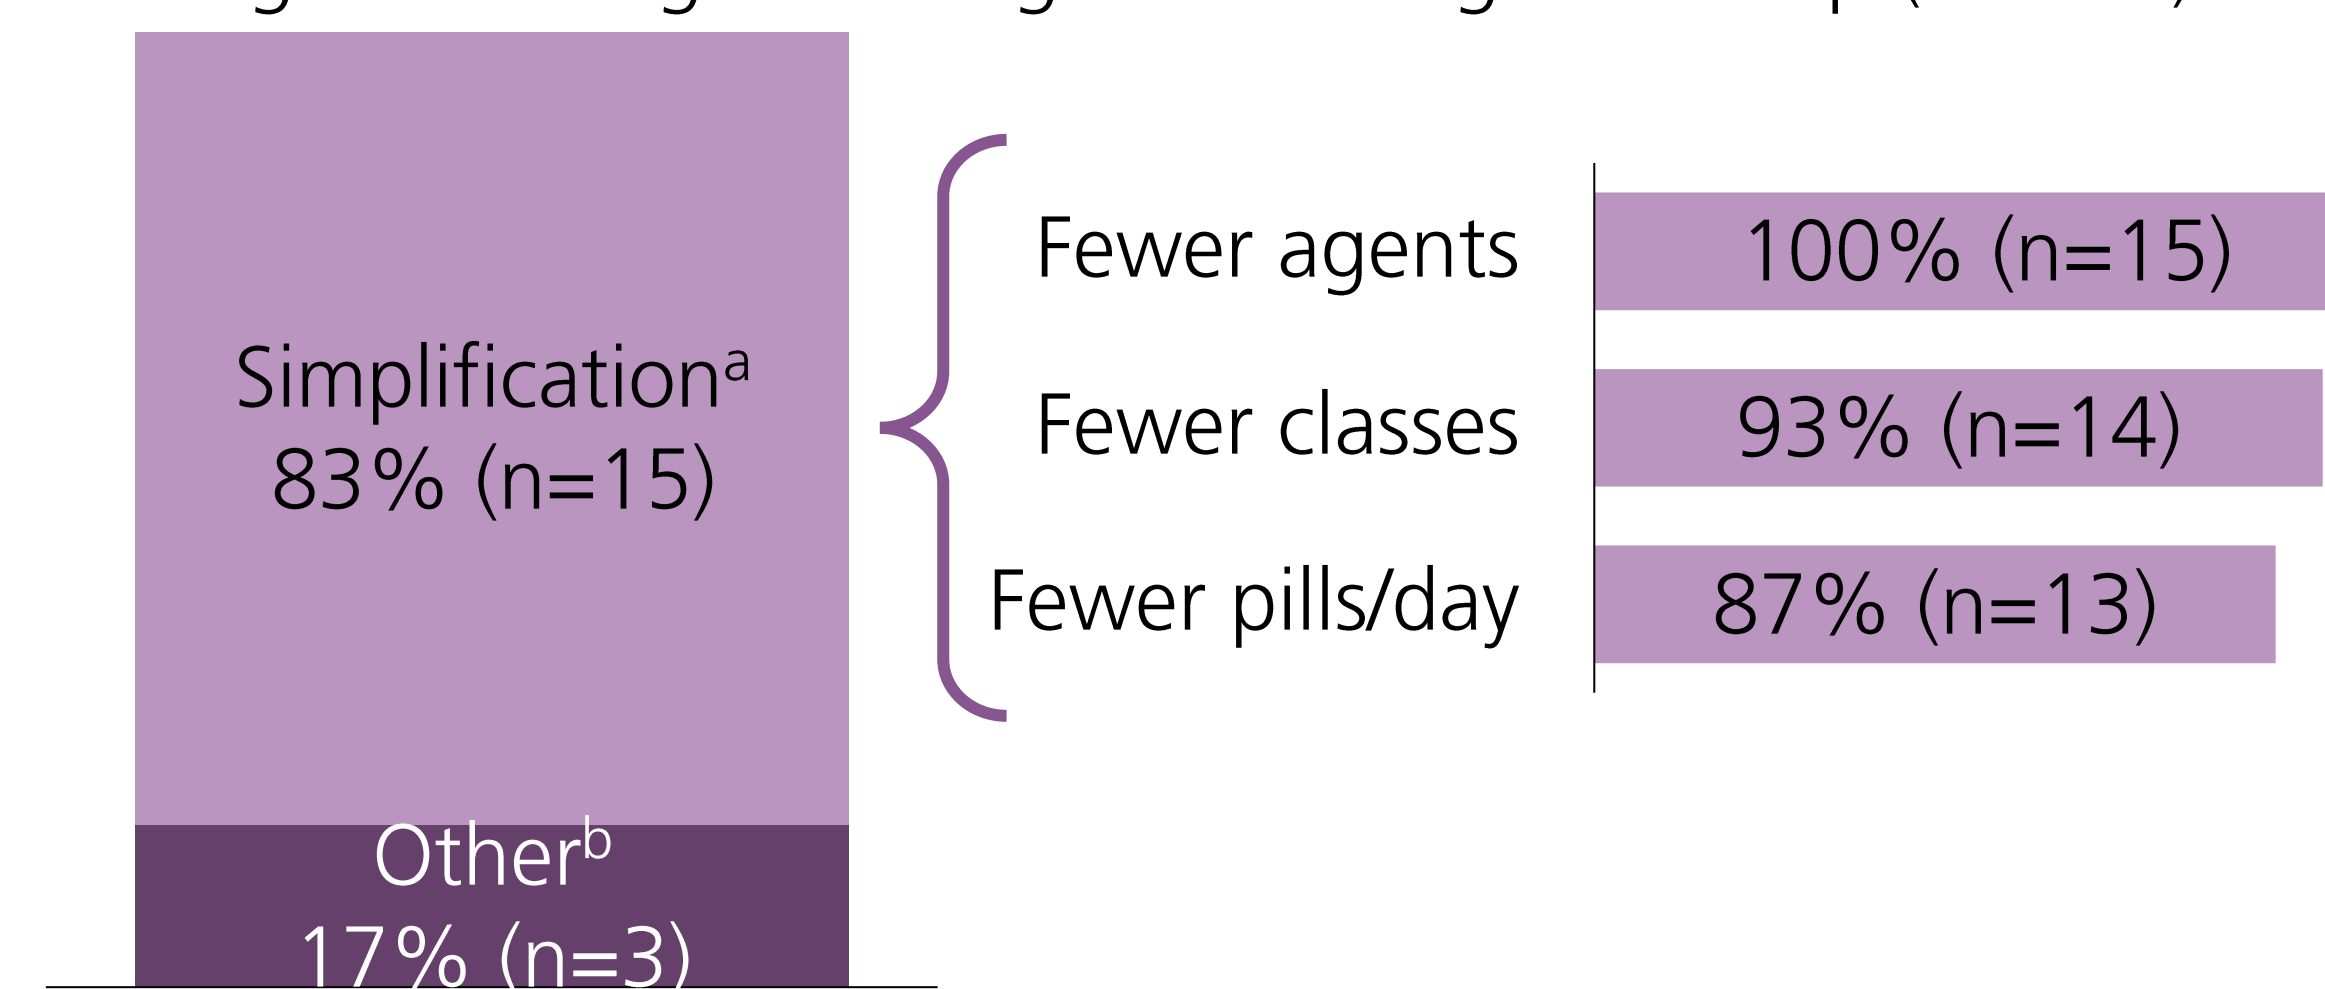 Simplificationᵃ
83% (n=15)
Otherᵇ
17% (n=3)
Fewer agents
100% (n=15)
Fewer classes
93% (n=14)
Fewer pills/day
87% (n=13)